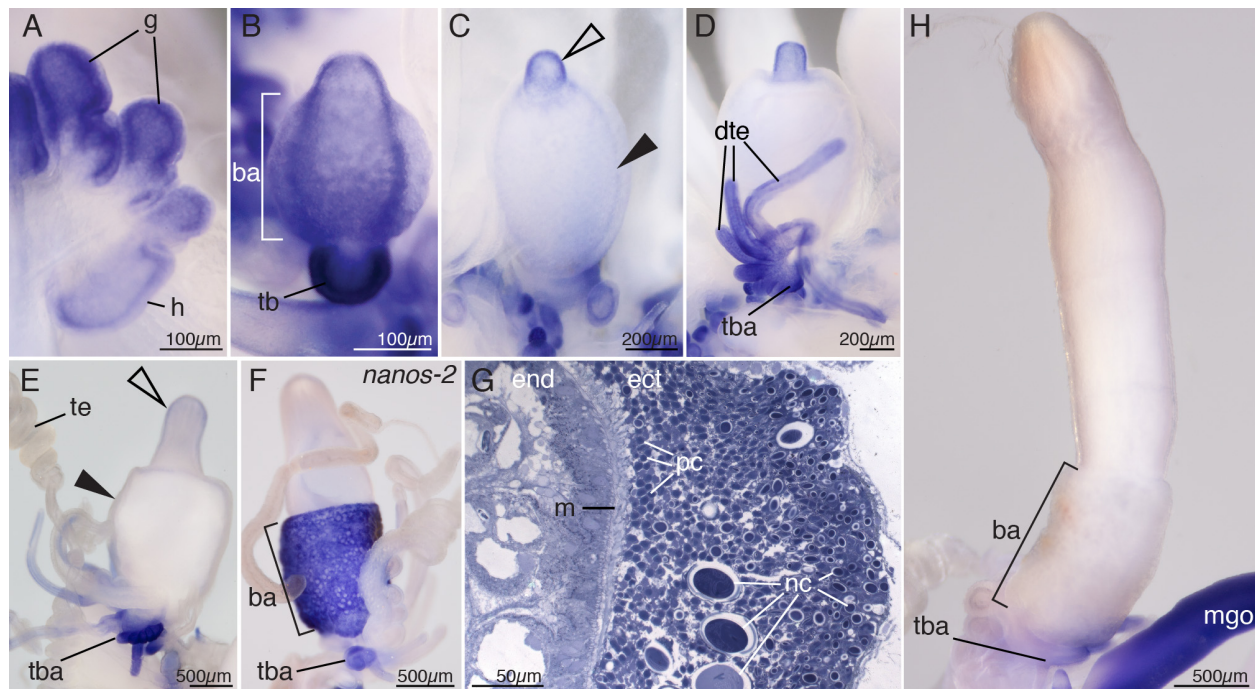 A
g
h
100µm
B
ba
tb
100µm
C
200µm
D
dte
tba
200µm
E
te
tba
500µm
F
nanos-2
ba
tba
500µm
G
end
ect
pc
m
nc
50µm
H
ba
tba
mgo
500µm